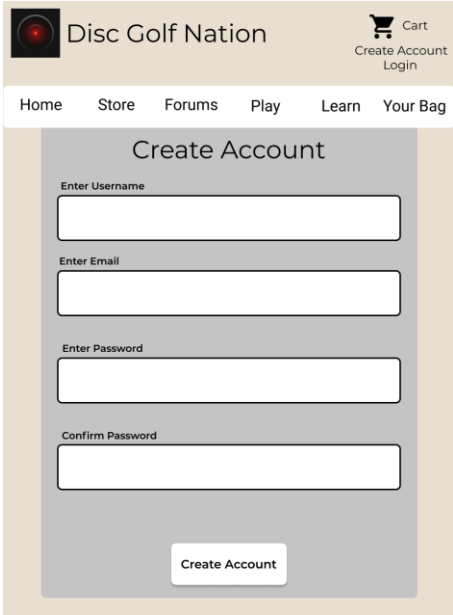 Disc Golf Nation
Cart
Create Account
Login
Home Store Forums Play Learn Your Bag
Create Account
Enter Username
Enter Email
Enter Password
Confirm Password
Create Account